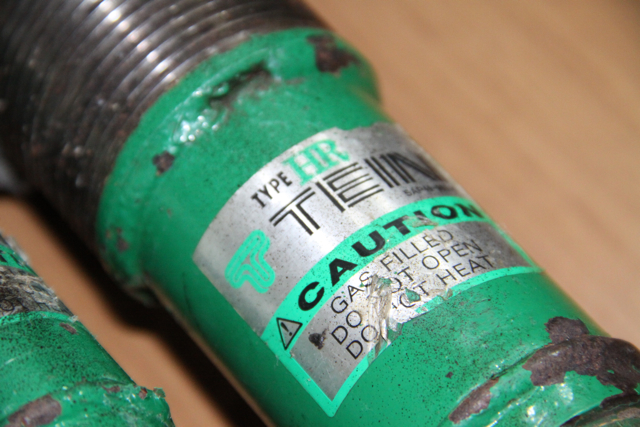 TYPE HR
TEIN
CAUTION
GAS FILLED
DO NOT OPEN
DO NOT HEAT